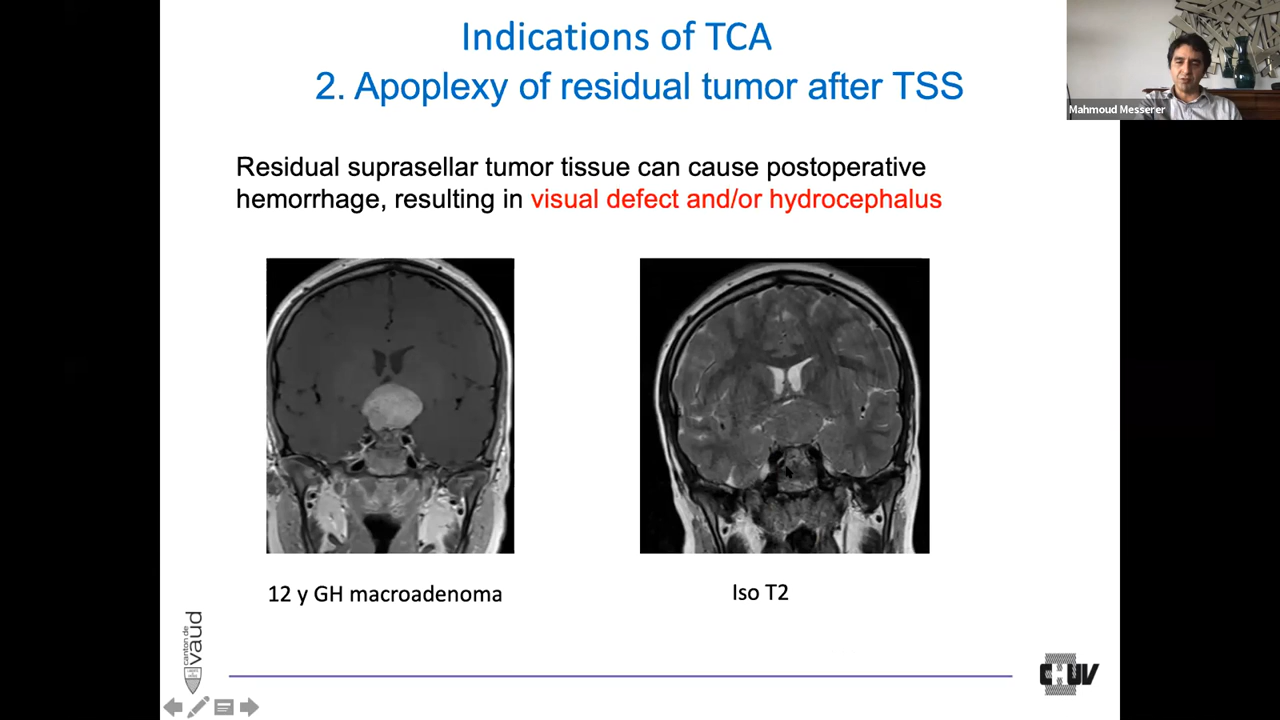 Indications of TCA
2. Apoplexy of residual tumor after TSS
Mahmoud Messerer
Residual suprasellar tumor tissue can cause postoperative
hemorrhage, resulting in visual defect and/or hydrocephalus
12 y GH macroadenoma
Iso T2
canton de
vaud
CHUV